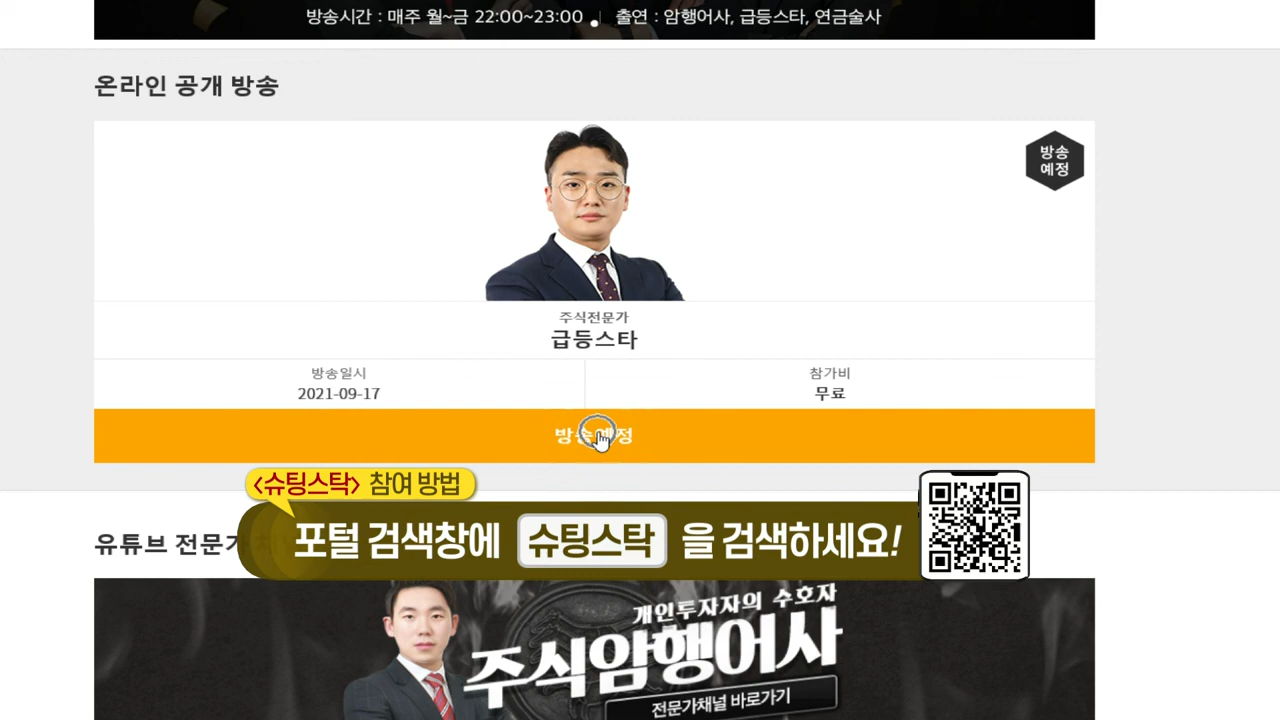 방송시간 : 매주 월~금 22:00~23:00 | 출연 : 암행어사, 급등스타, 연금술사
온라인 공개 방송
방송
예정
주식전문가
급등스타
방송일시
2021-09-17
참가비
무료
방송예정
<슈팅스탁> 참여 방법
포털 검색창에 슈팅스탁 을 검색하세요!
유튜브 전문가
개인투자자의 수호자
주식암행어사
전문가채널 바로가기